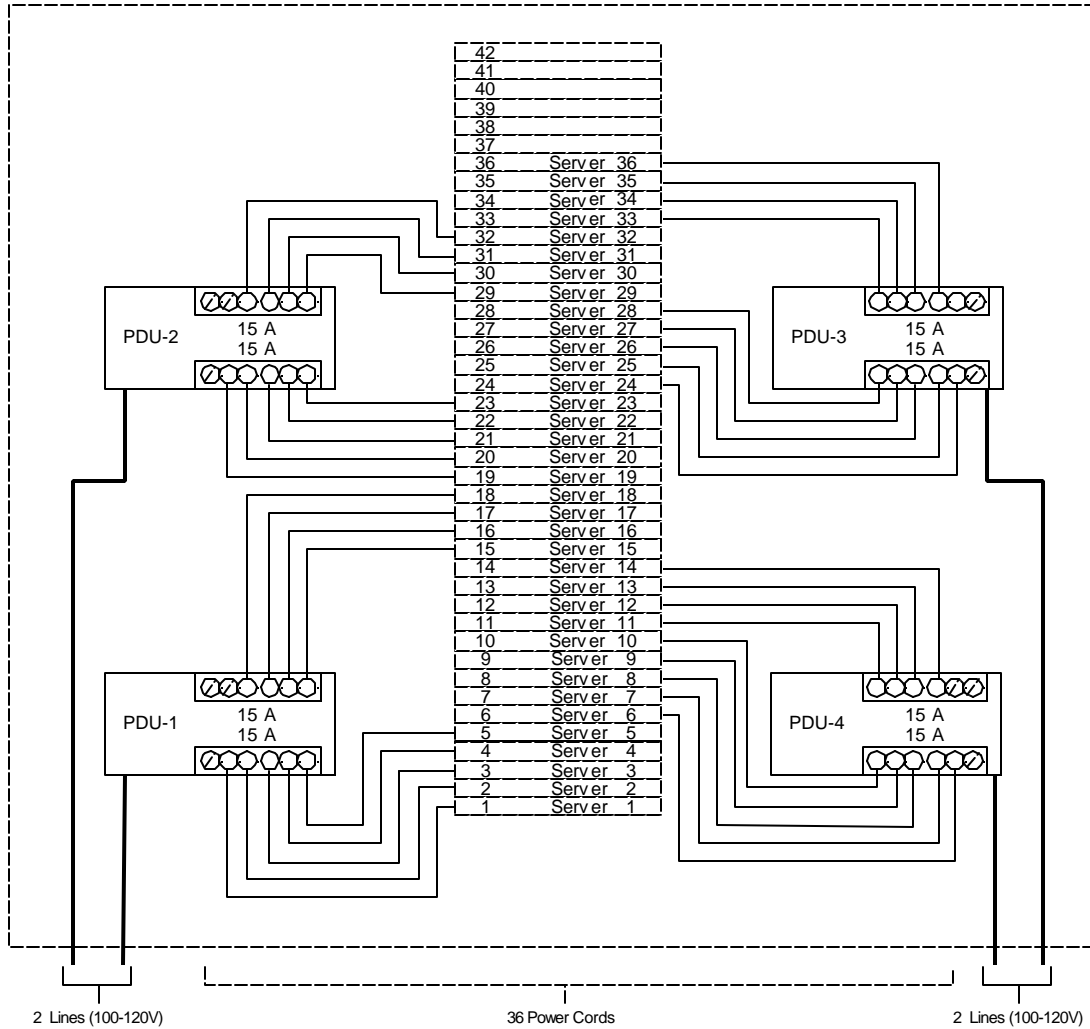 42
41
40
39
38
37
36 Server 36
35 Server 35
34 Server 34
33 Server 33
32 Server 32
31 Server 31
30 Server 30
29 Server 29
28 Server 28
27 Server 27
26 Server 26
25 Server 25
24 Server 24
23 Server 23
22 Server 22
21 Server 21
20 Server 20
19 Server 19
18 Server 18
17 Server 17
16 Server 16
15 Server 15
14 Server 14
13 Server 13
12 Server 12
11 Server 11
10 Server 10
9 Server 9
8 Server 8
7 Server 7
6 Server 6
5 Server 5
4 Server 4
3 Server 3
2 Server 2
1 Server 1
PDU-2
15 A
15 A
PDU-3
15 A
15 A
PDU-1
15 A
15 A
PDU-4
15 A
15 A
2 Lines (100-120V)
36 Power Cords
2 Lines (100-120V)